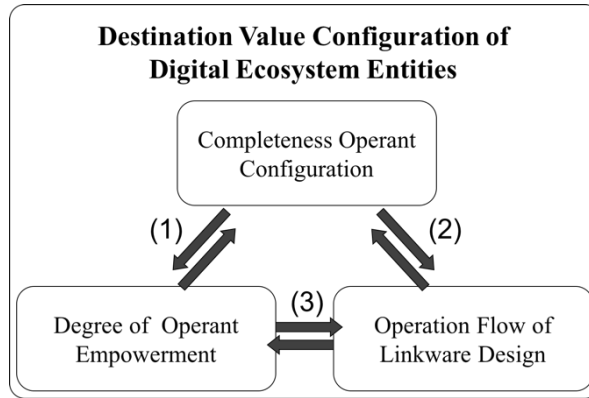 Destination Value Configuration of
Digital Ecosystem Entities
Completeness Operant
Configuration
(1)
(2)
(3)
Degree of Operant
Empowerment
Operation Flow of
Linkware Design